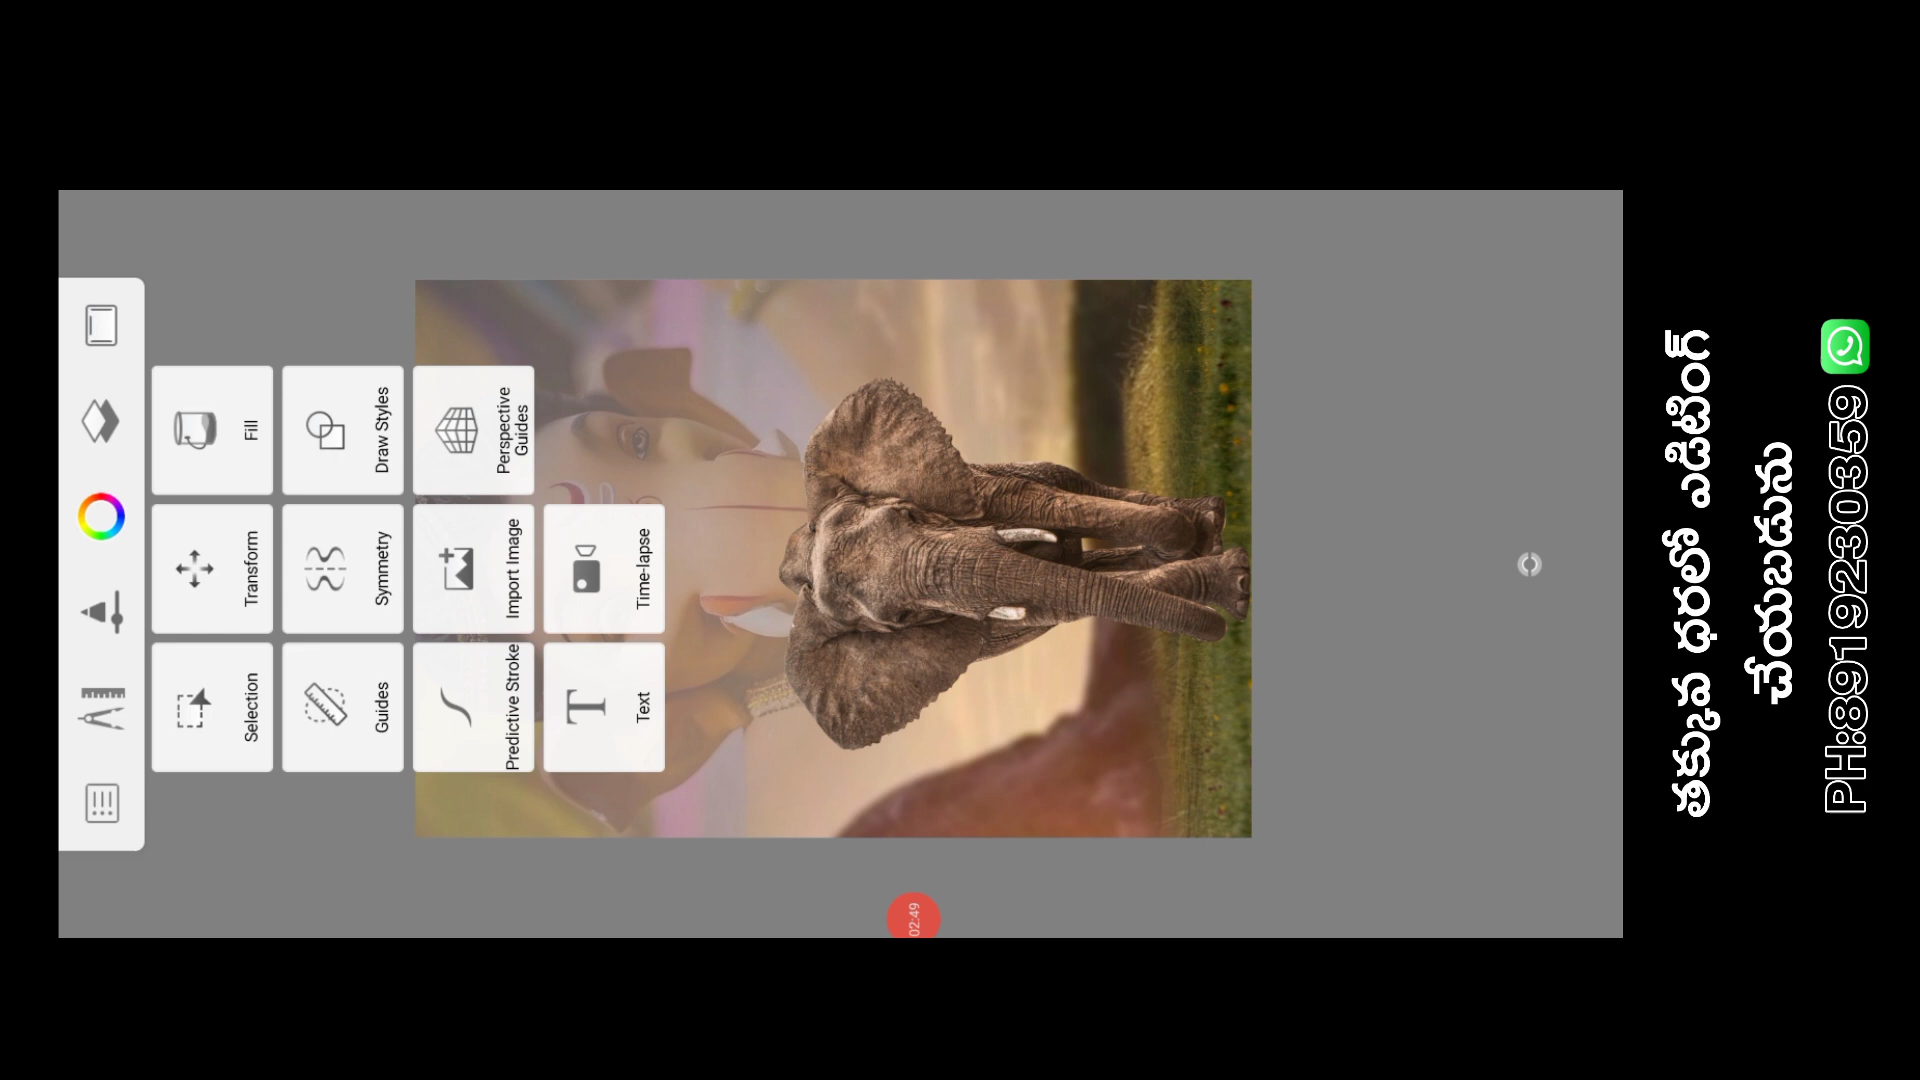 Selection
Transform
Fill
Guides
Symmetry
Draw Styles
Predictive Stroke
Import Image
Perspective
Guides
Text
Time-lapse
02:49
తక్కువ ధరలో ఎడిటింగ్
చేయబడును
PH:8919230359